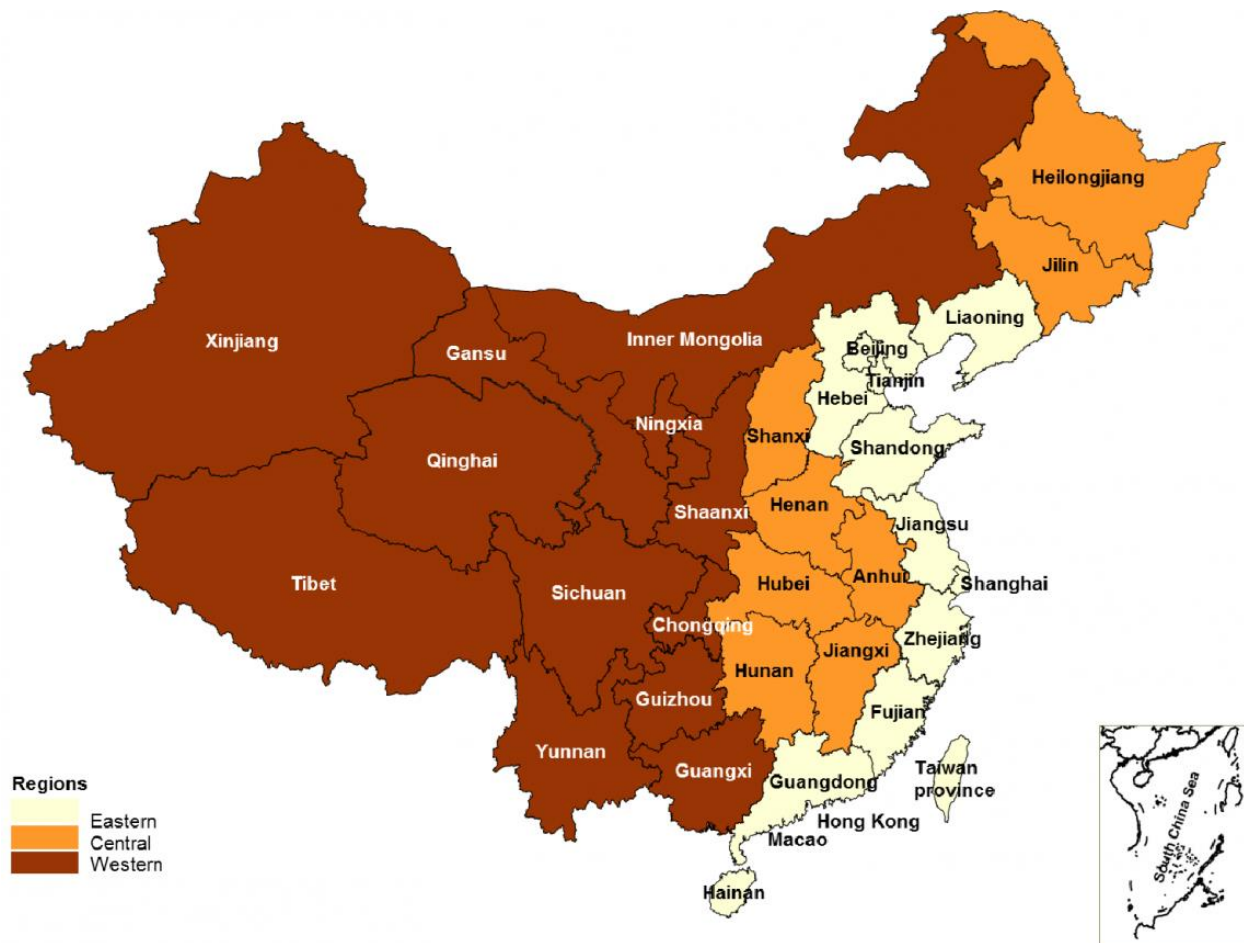 Heilongjiang
Jilin
Liaoning
Xinjiang
Gansu
Inner Mongolia
Beijing
Tianjin
Hebei
Ningxia
Shanxi
Shandong
Qinghai
Shaanxi
Henan
Jiangsu
Tibet
Sichuan
Hubei
Anhui
Shanghai
Chongqing
Zhejiang
Hunan
Jiangxi
Guizhou
Fujian
Yunnan
Guangxi
Guangdong
Taiwan
province
Hong Kong
Macao
Hainan
Regions
Eastern
Central
Western
South China Sea